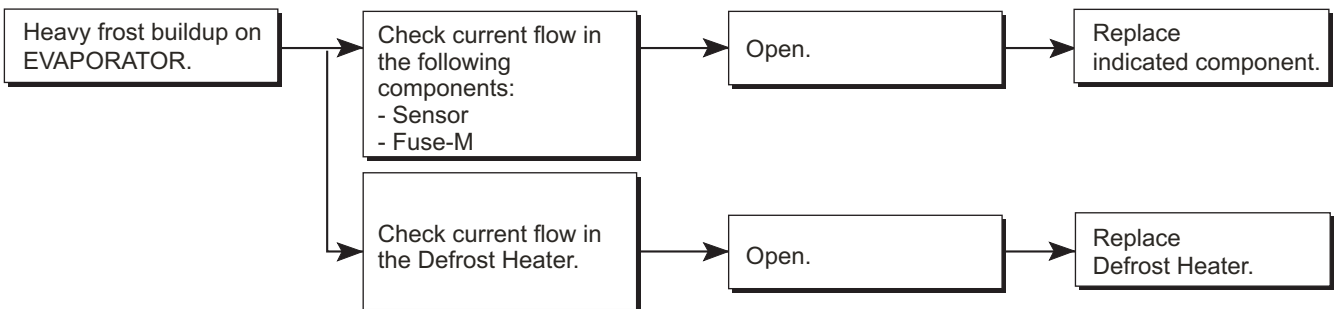 Heavy frost buildup on
EVAPORATOR.
Check current flow in
the following
components:
- Sensor
- Fuse-M
Open.
Replace
indicated component.
Check current flow in
the Defrost Heater.
Open.
Replace
Defrost Heater.